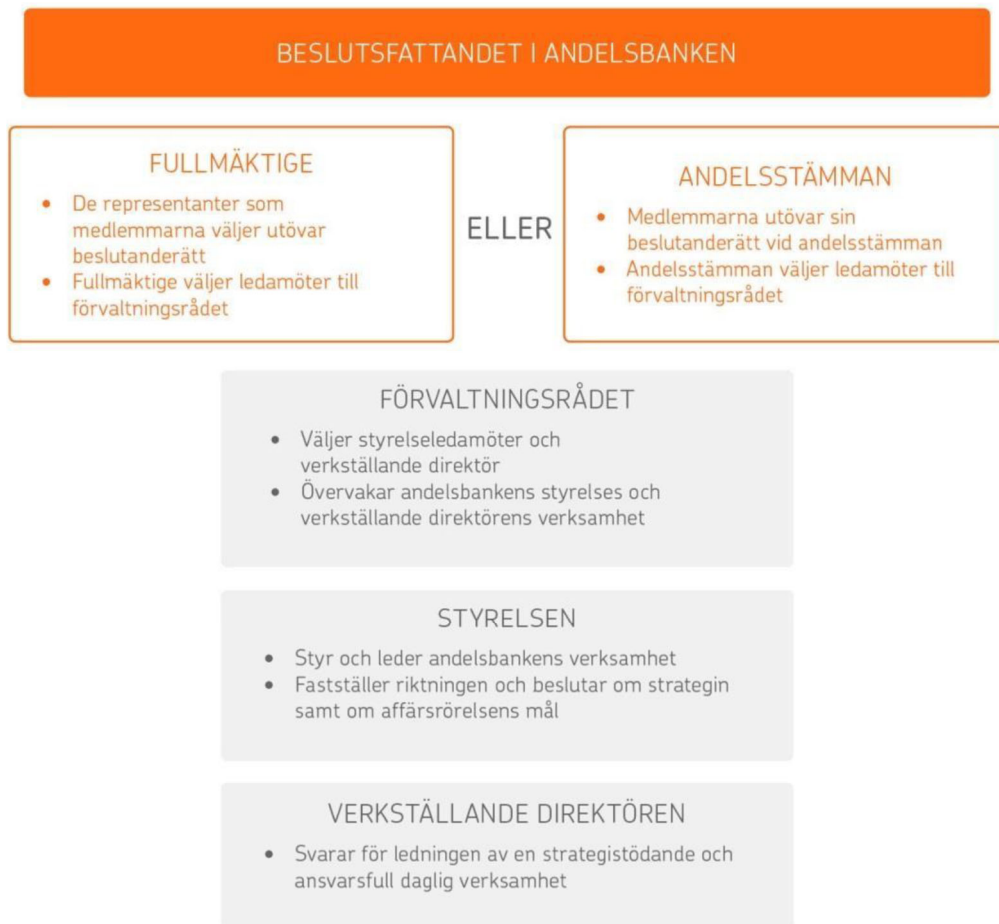 BESLUTSFATTANDET I ANDELSBANKEN
FULLMÄKTIGE
• De representanter som
medlemmarna väljer utövar
beslutanderätt
• Fullmäktige väljer ledamöter till
förvaltningsrådet
ELLER
ANDELSSTÄMMAN
• Medlemmarna utövar sin
beslutanderätt vid andelsstämman
• Andelsstämman väljer ledamöter till
förvaltningsrådet
FÖRVALTNINGSRÅDET
• Väljer styrelseledamöter och
verkställande direktör
• Övervakar andelsbankens styrelses och
verkställande direktörens verksamhet
STYRELSEN
• Styr och leder andelsbankens verksamhet
• Fastställer riktningen och beslutar om strategin
samt om affärsrörelsens mål
VERKSTÄLLANDE DIREKTÖREN
• Svarar för ledningen av en strategistödande och
ansvarsfull daglig verksamhet